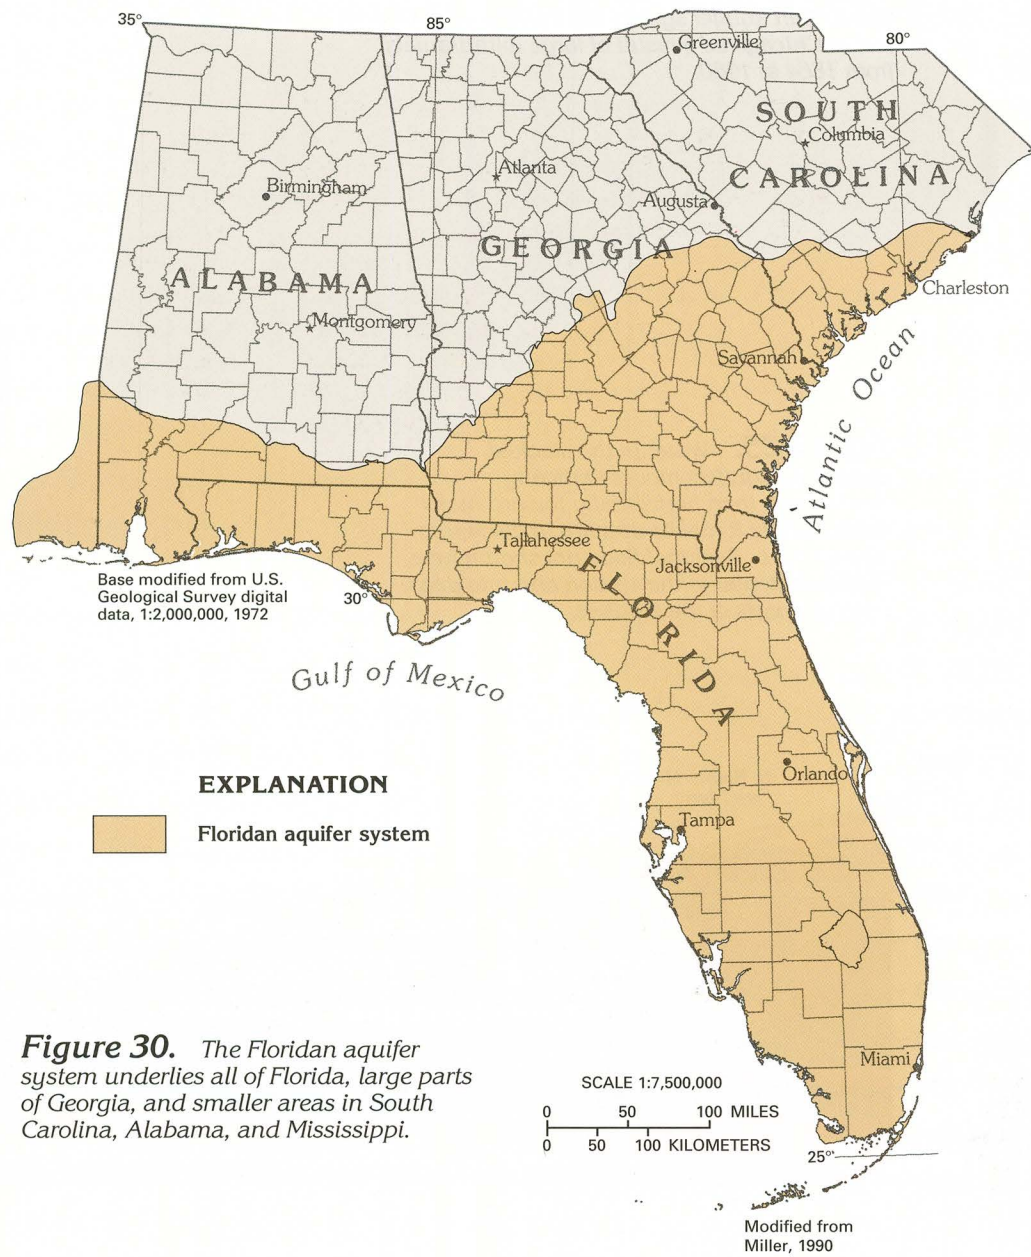 35°
85°
80°
Greenville
SOUTH
Columbia
CAROLINA
Atlanta
Birmingham
Augusta
GEORGIA
ALABAMA
Charleston
Montgomery
Savannah
Atlantic Ocean
Tallahessee
Jacksonville
FLORIDA
Base modified from U.S.
Geological Survey digital
data, 1:2,000,000, 1972
30°
Gulf of Mexico
Orlando
EXPLANATION
Floridan aquifer system
Tampa
Miami
Figure 30. The Floridan aquifer
system underlies all of Florida, large parts
of Georgia, and smaller areas in South
Carolina, Alabama, and Mississippi.
SCALE 1:7,500,000
0 50 100 MILES
0 50 100 KILOMETERS
25°
Modified from
Miller, 1990